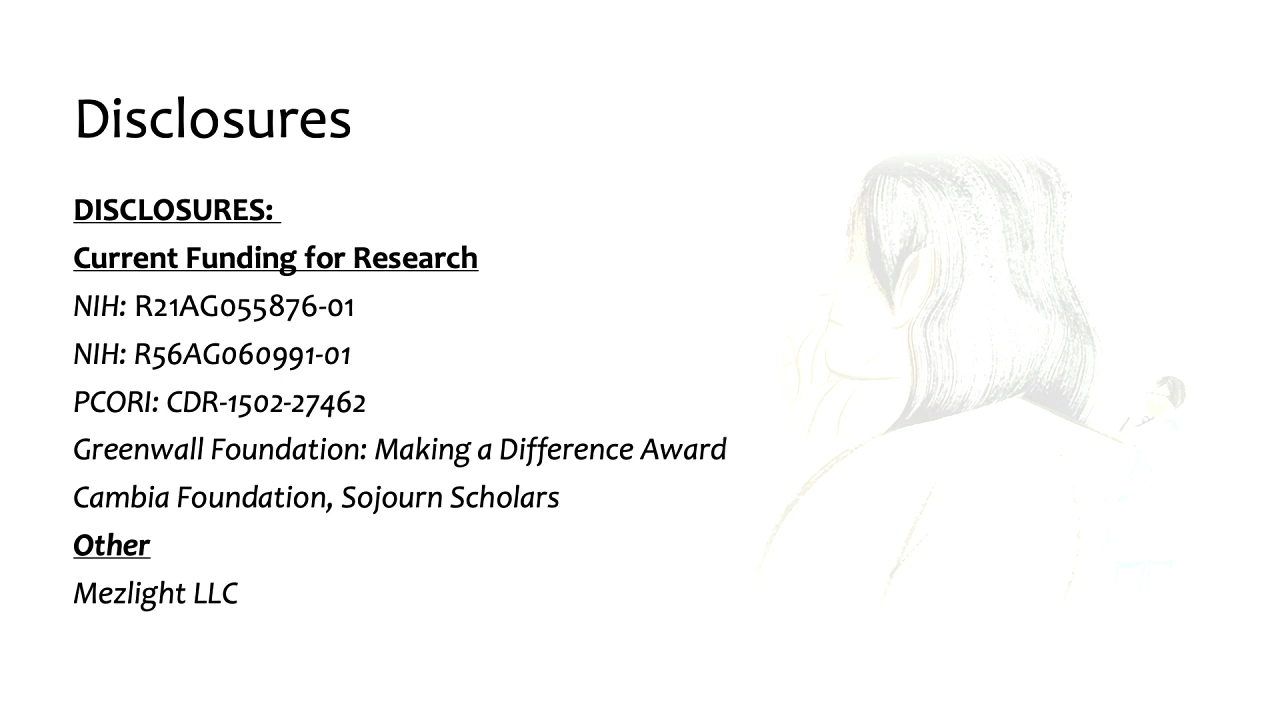 Disclosures
DISCLOSURES:
Current Funding for Research
NIH: R21AG055876-01
NIH: R56AG060991-01
PCORI: CDR-1502-27462
Greenwall Foundation: Making a Difference Award
Cambia Foundation, Sojourn Scholars
Other
Mezlight LLC